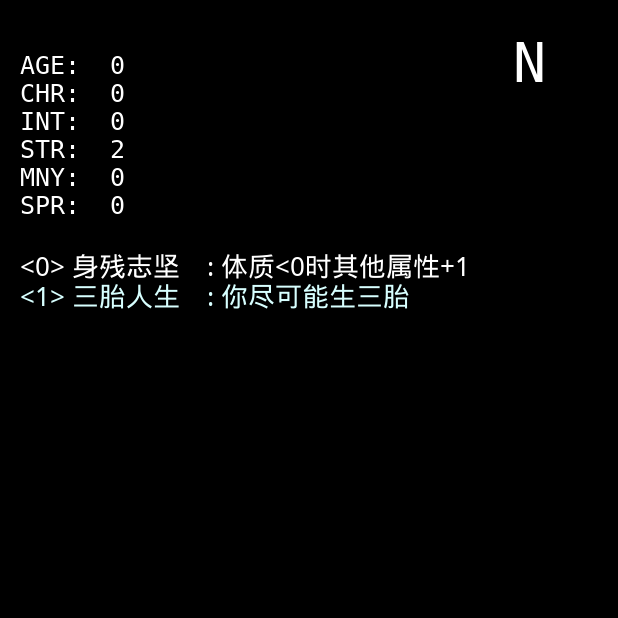 N
AGE: 0
CHR: 0
INT: 0
STR: 2
MNY: 0
SPR: 0
<0> 身残志坚 : 体质<0时其他属性+1
<1> 三胎人生 : 你尽可能生三胎